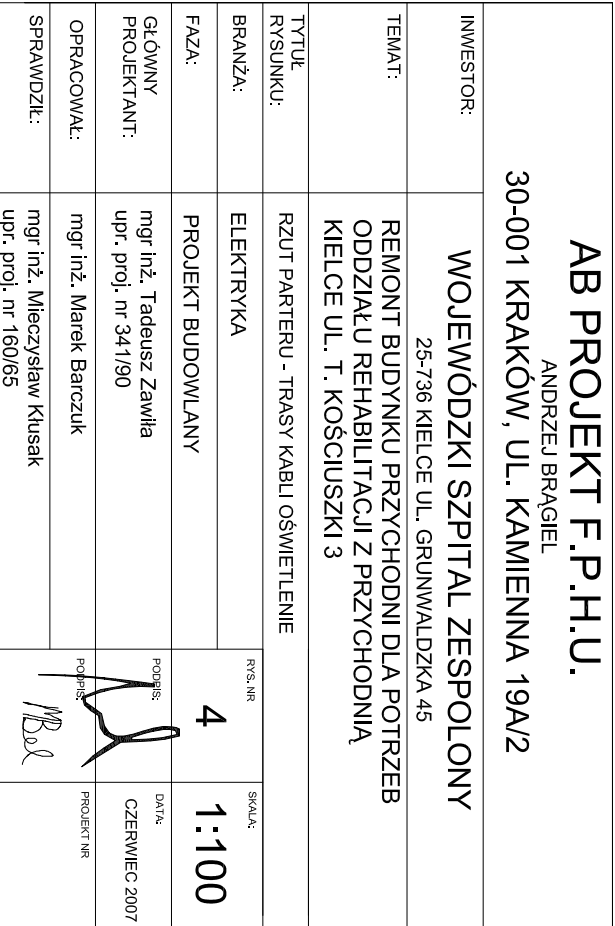 AB PROJEKT F.P.H.U.
ANDRZEJ BRĄGIEL
30-001 KRAKÓW, UL. KAMIENNA 19A/2
INWESTOR:
WOJEWÓDZKI SZPITAL ZESPOLONY
25-736 KIELCE UL. GRUNWALDZKA 45
TEMAT:
REMONT BUDYNKU PRZYCHODNI DLA POTRZEB
ODDZIAŁU REHABILITACJI Z PRZYCHODNIĄ
KIELCE UL. T. KOŚCIUSZKI 3
TYTUŁ
RYSUNKU:
RZUT PARTERU - TRASY KABLI OŚWIETLENIE
BRANŻA:
ELEKTRYKA
RYS. NR
4
SKALA:
1:100
FAZA:
PROJEKT BUDOWLANY
GŁÓWNY
PROJEKTANT:
mgr inż. Tadeusz Zawiła
upr. proj. nr 341/90
PODPIS:
DATA:
CZERWIEC 2007
OPRACOWAŁ:
mgr inż. Marek Barczuk
PODPIS:
PROJEKT NR
SPRAWDZIŁ:
mgr inż. Mieczysław Kłusak
upr. proj. nr 160/65